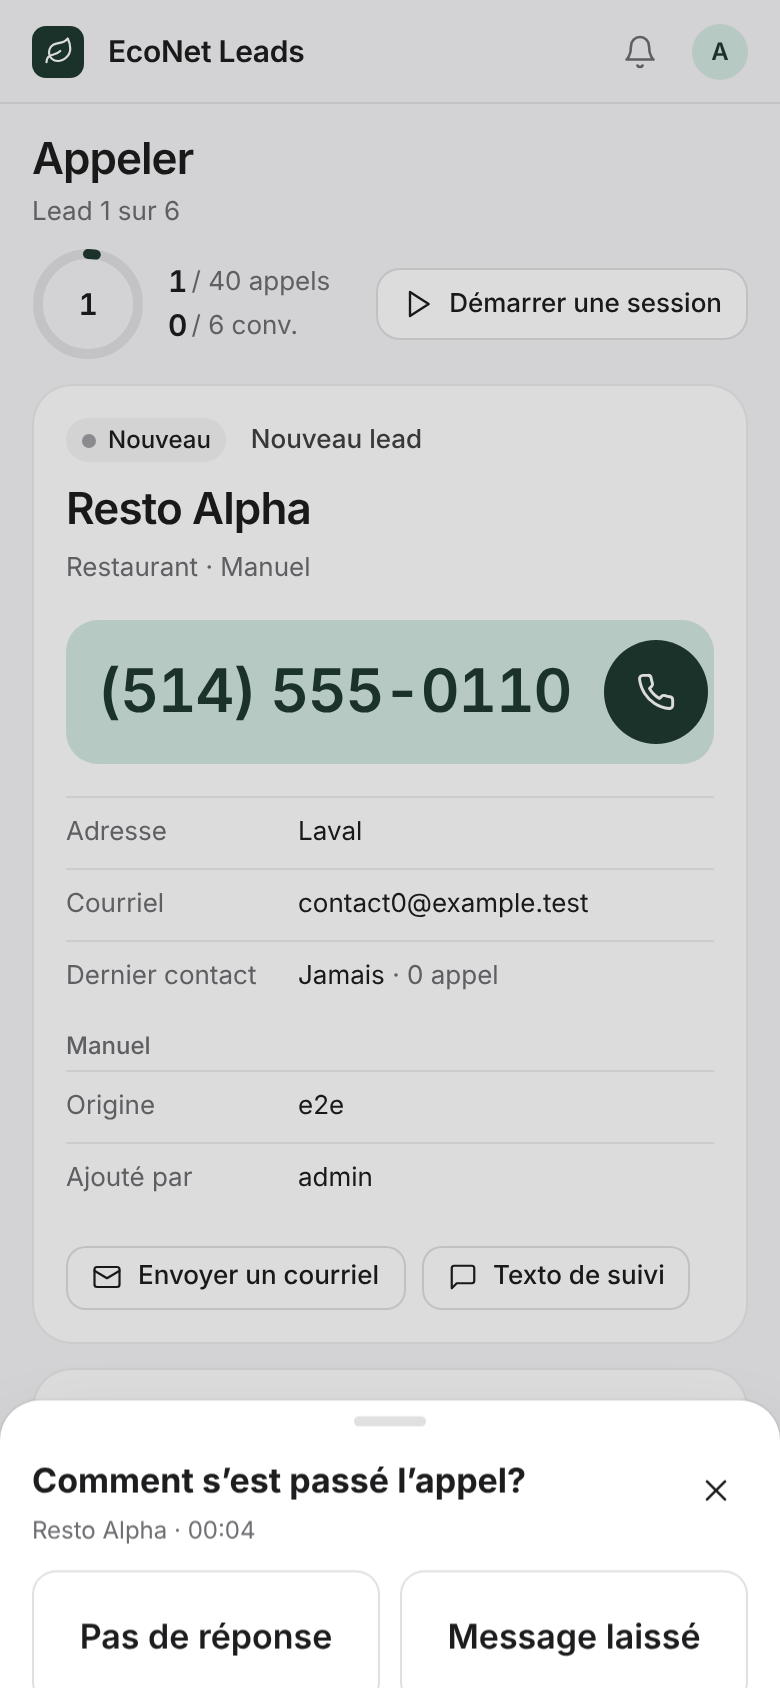 EcoNet Leads
A
Appeler
Lead 1 sur 6
1
1 / 40 appels
0 / 6 conv.
Démarrer une session
Nouveau
Nouveau lead
Resto Alpha
Restaurant · Manuel
(514) 555-0110
Adresse Laval
Courriel contact0@example.test
Dernier contact Jamais · 0 appel
Manuel
Origine e2e
Ajouté par admin
Envoyer un courriel
Texto de suivi
Comment s’est passé l’appel?
Resto Alpha · 00:04
Pas de réponse
Message laissé